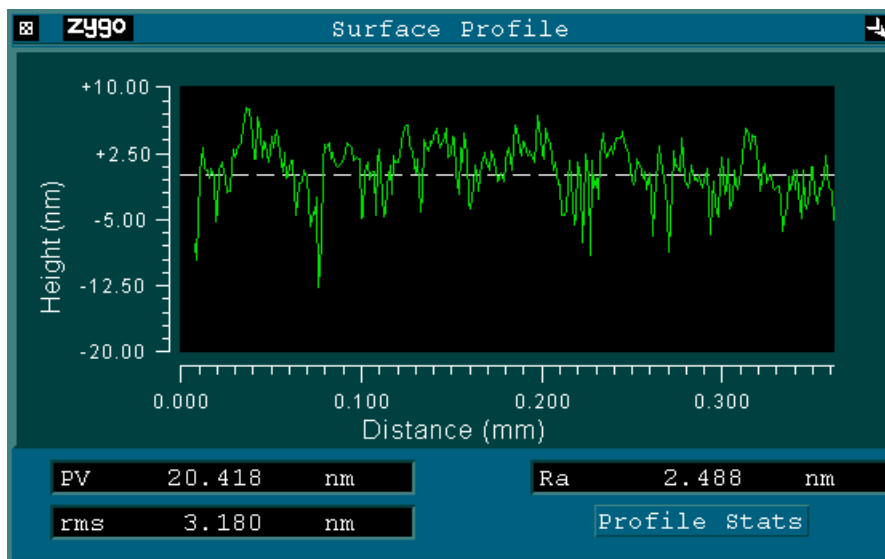 zygo Surface Profile
+10.00
+2.50
-5.00
-12.50
-20.00
Height (nm)
0.000 0.100 0.200 0.300
Distance (mm)
PV 20.418 nm Ra 2.488 nm
rms 3.180 nm Profile Stats